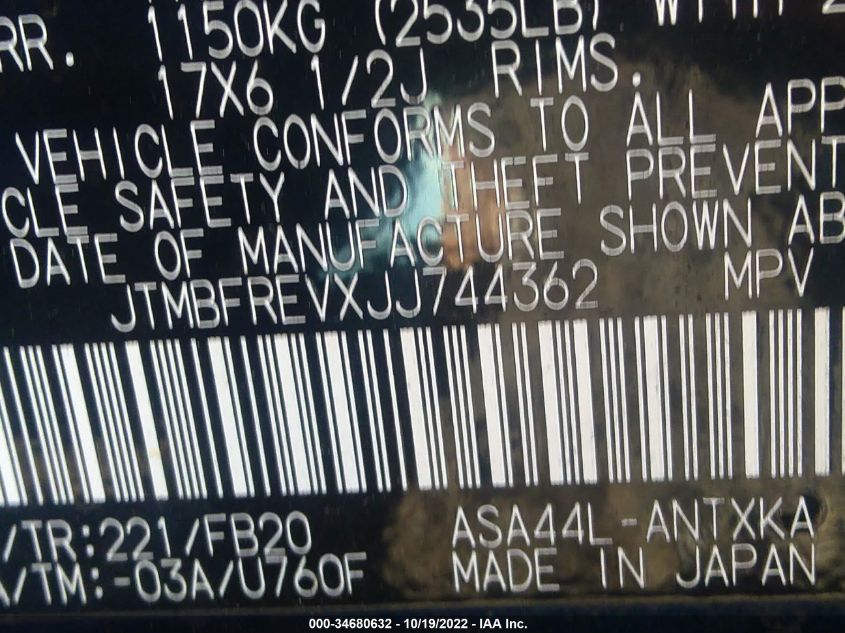 RR. 1150KG (2535LB) WITH
17X6 1/2J RIMS.
VEHICLE CONFORMS TO ALL APP
CLE SAFETY AND THEFT PREVENT
DATE OF MANUFACTURE SHOWN AB
JTMBFREVXJJ744362 MPV
/TR:221/FB20 ASA44L-ANTXKA
A/TM:-03A/U760F MADE IN JAPAN
000-34680632 - 10/19/2022 - IAA Inc.